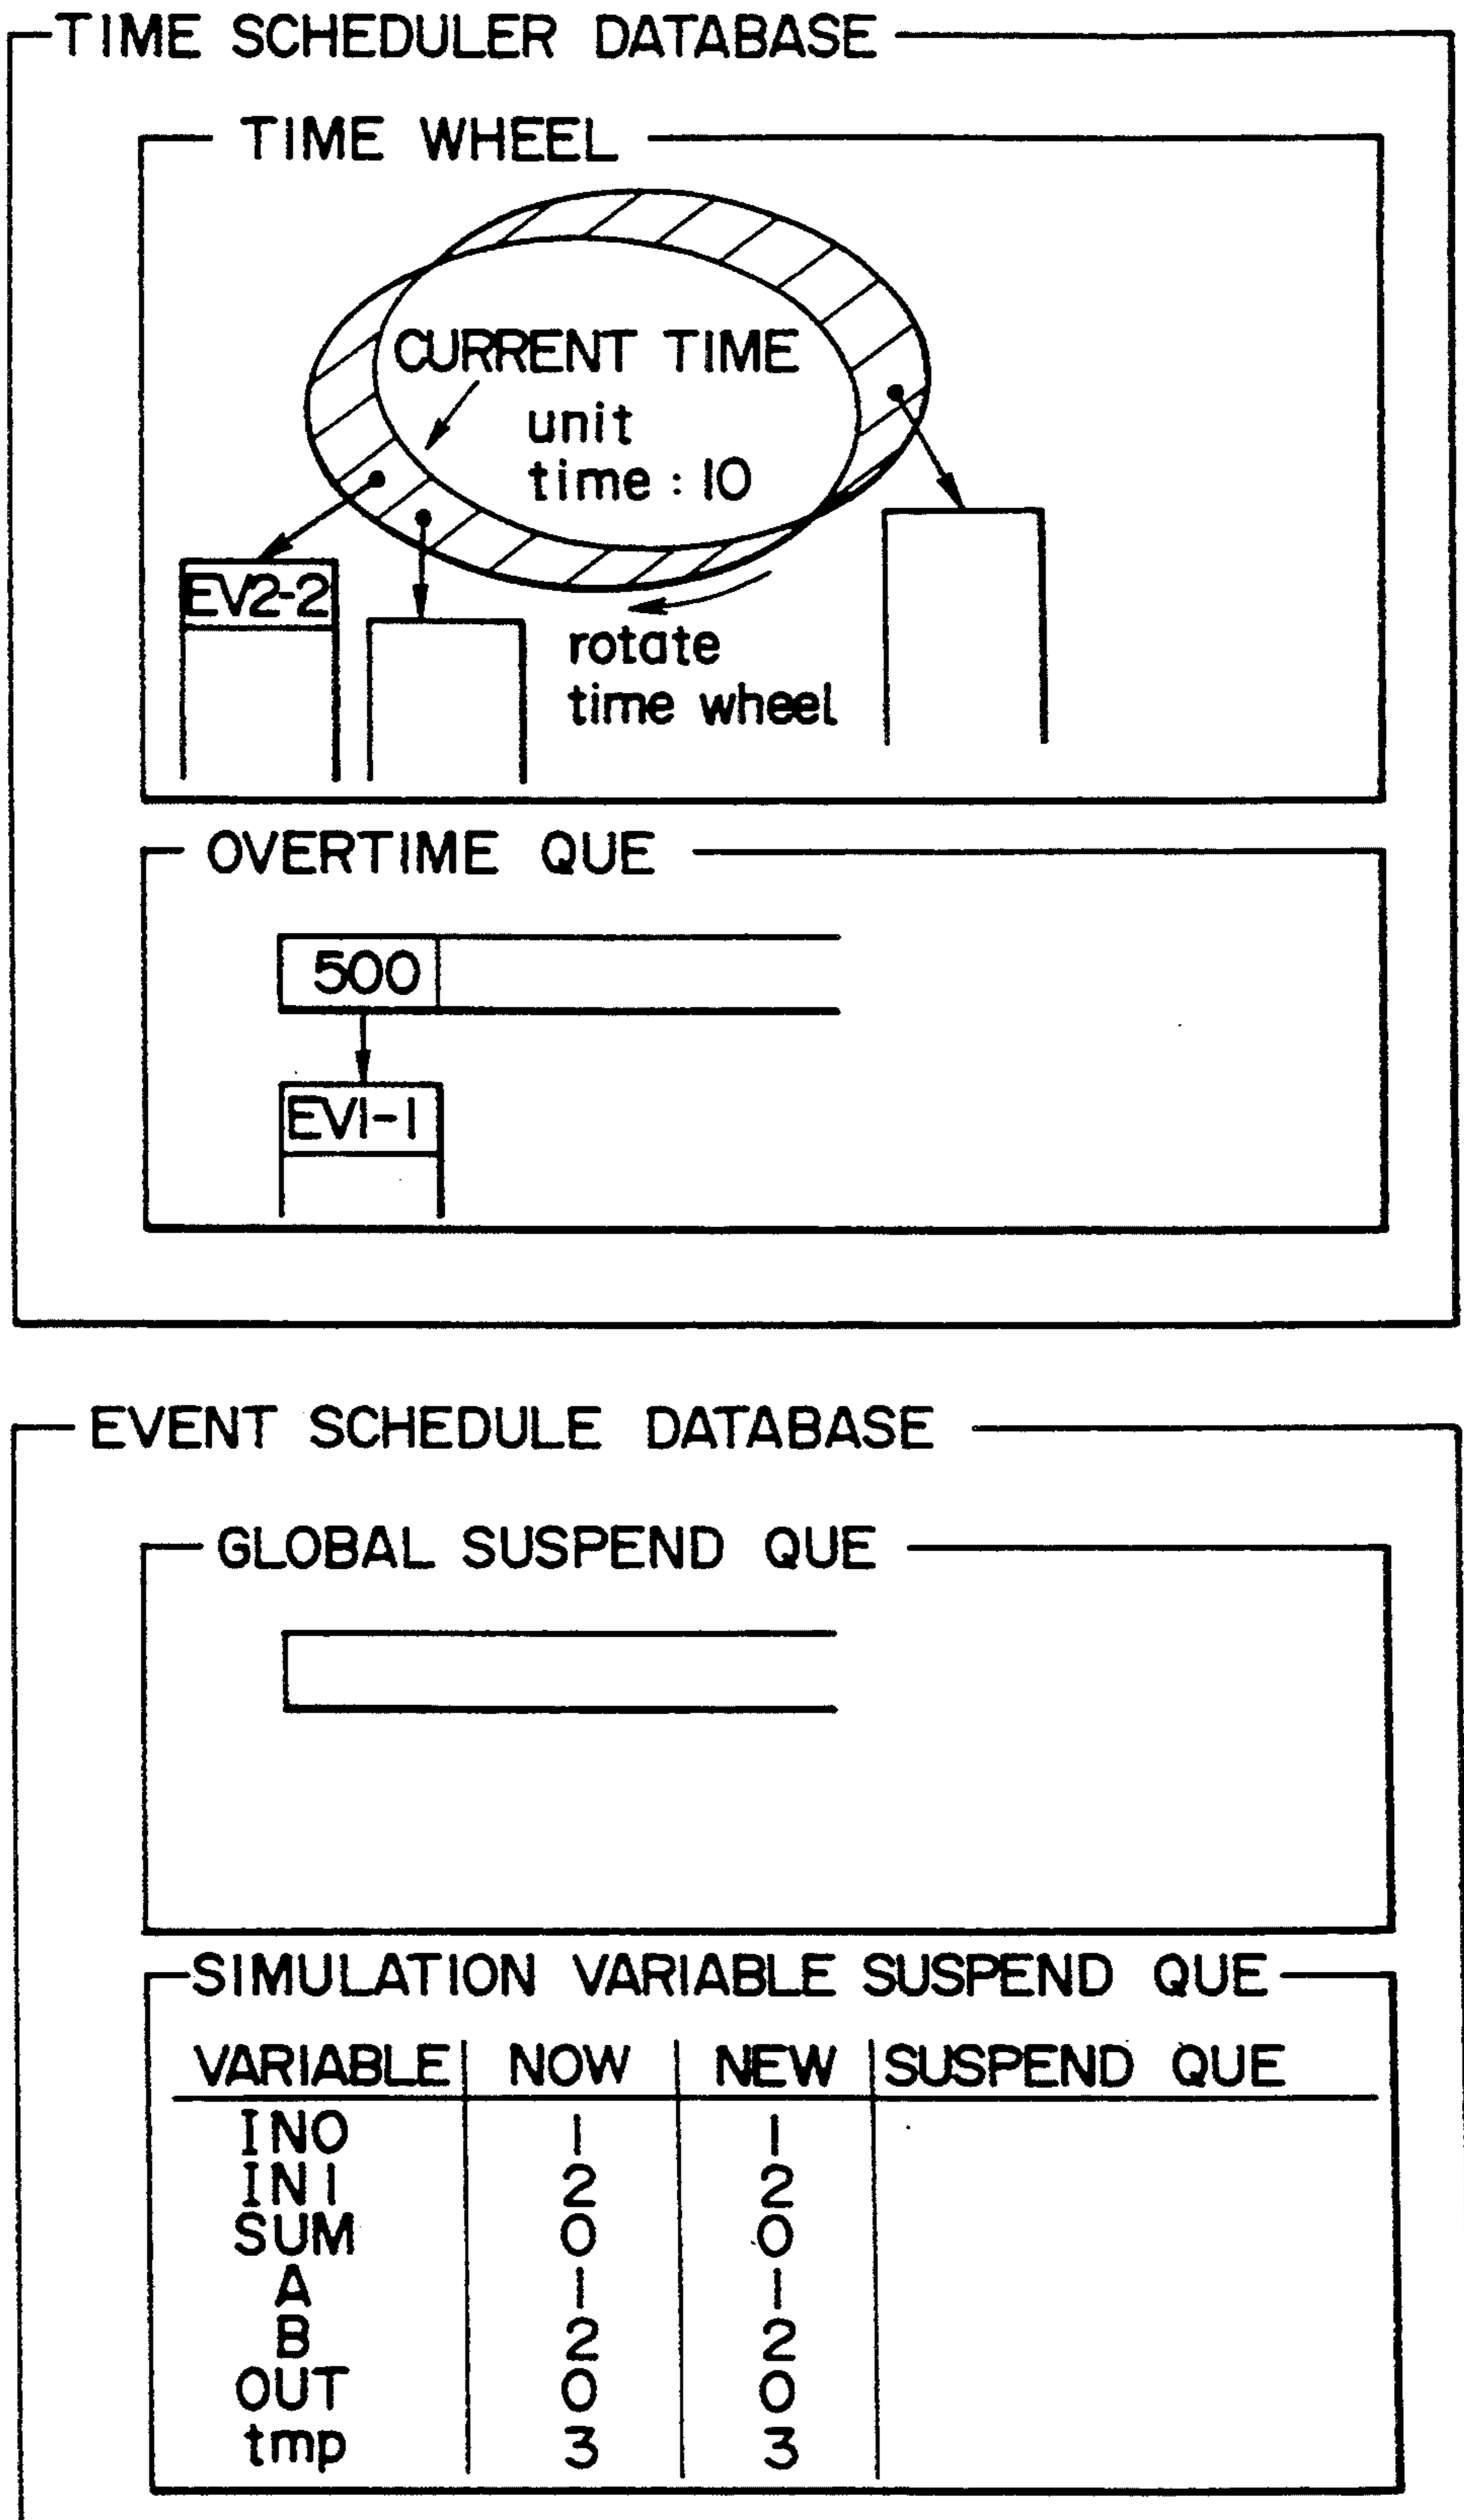 TIME SCHEDULER DATABASE
TIME WHEEL
CURRENT TIME
unit
time : 10
EV2-2
rotate
time wheel
OVERTIME QUE
500
EV1-1
EVENT SCHEDULE DATABASE
GLOBAL SUSPEND QUE
SIMULATION VARIABLE SUSPEND QUE
VARIABLE NOW NEW SUSPEND QUE
IN0 1 1
IN1 2 2
SUM 0 0
A 1 1
B 2 2
OUT 0 0
tmp 3 3